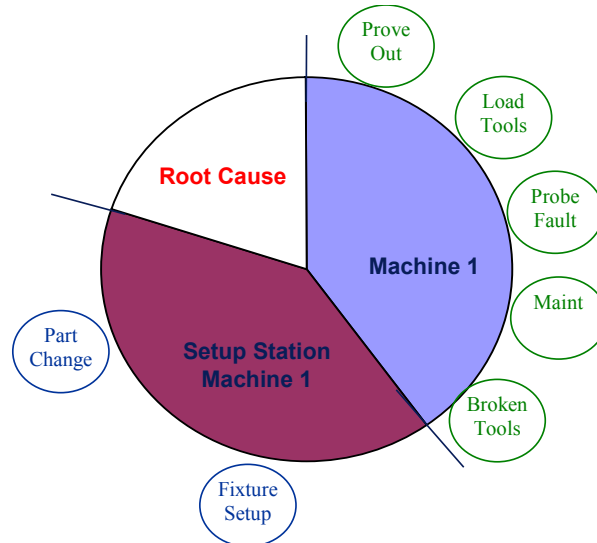 Prove
Out
Load
Tools
Root Cause
Probe
Fault
Machine 1
Maint
Part
Change
Setup Station
Machine 1
Broken
Tools
Fixture
Setup